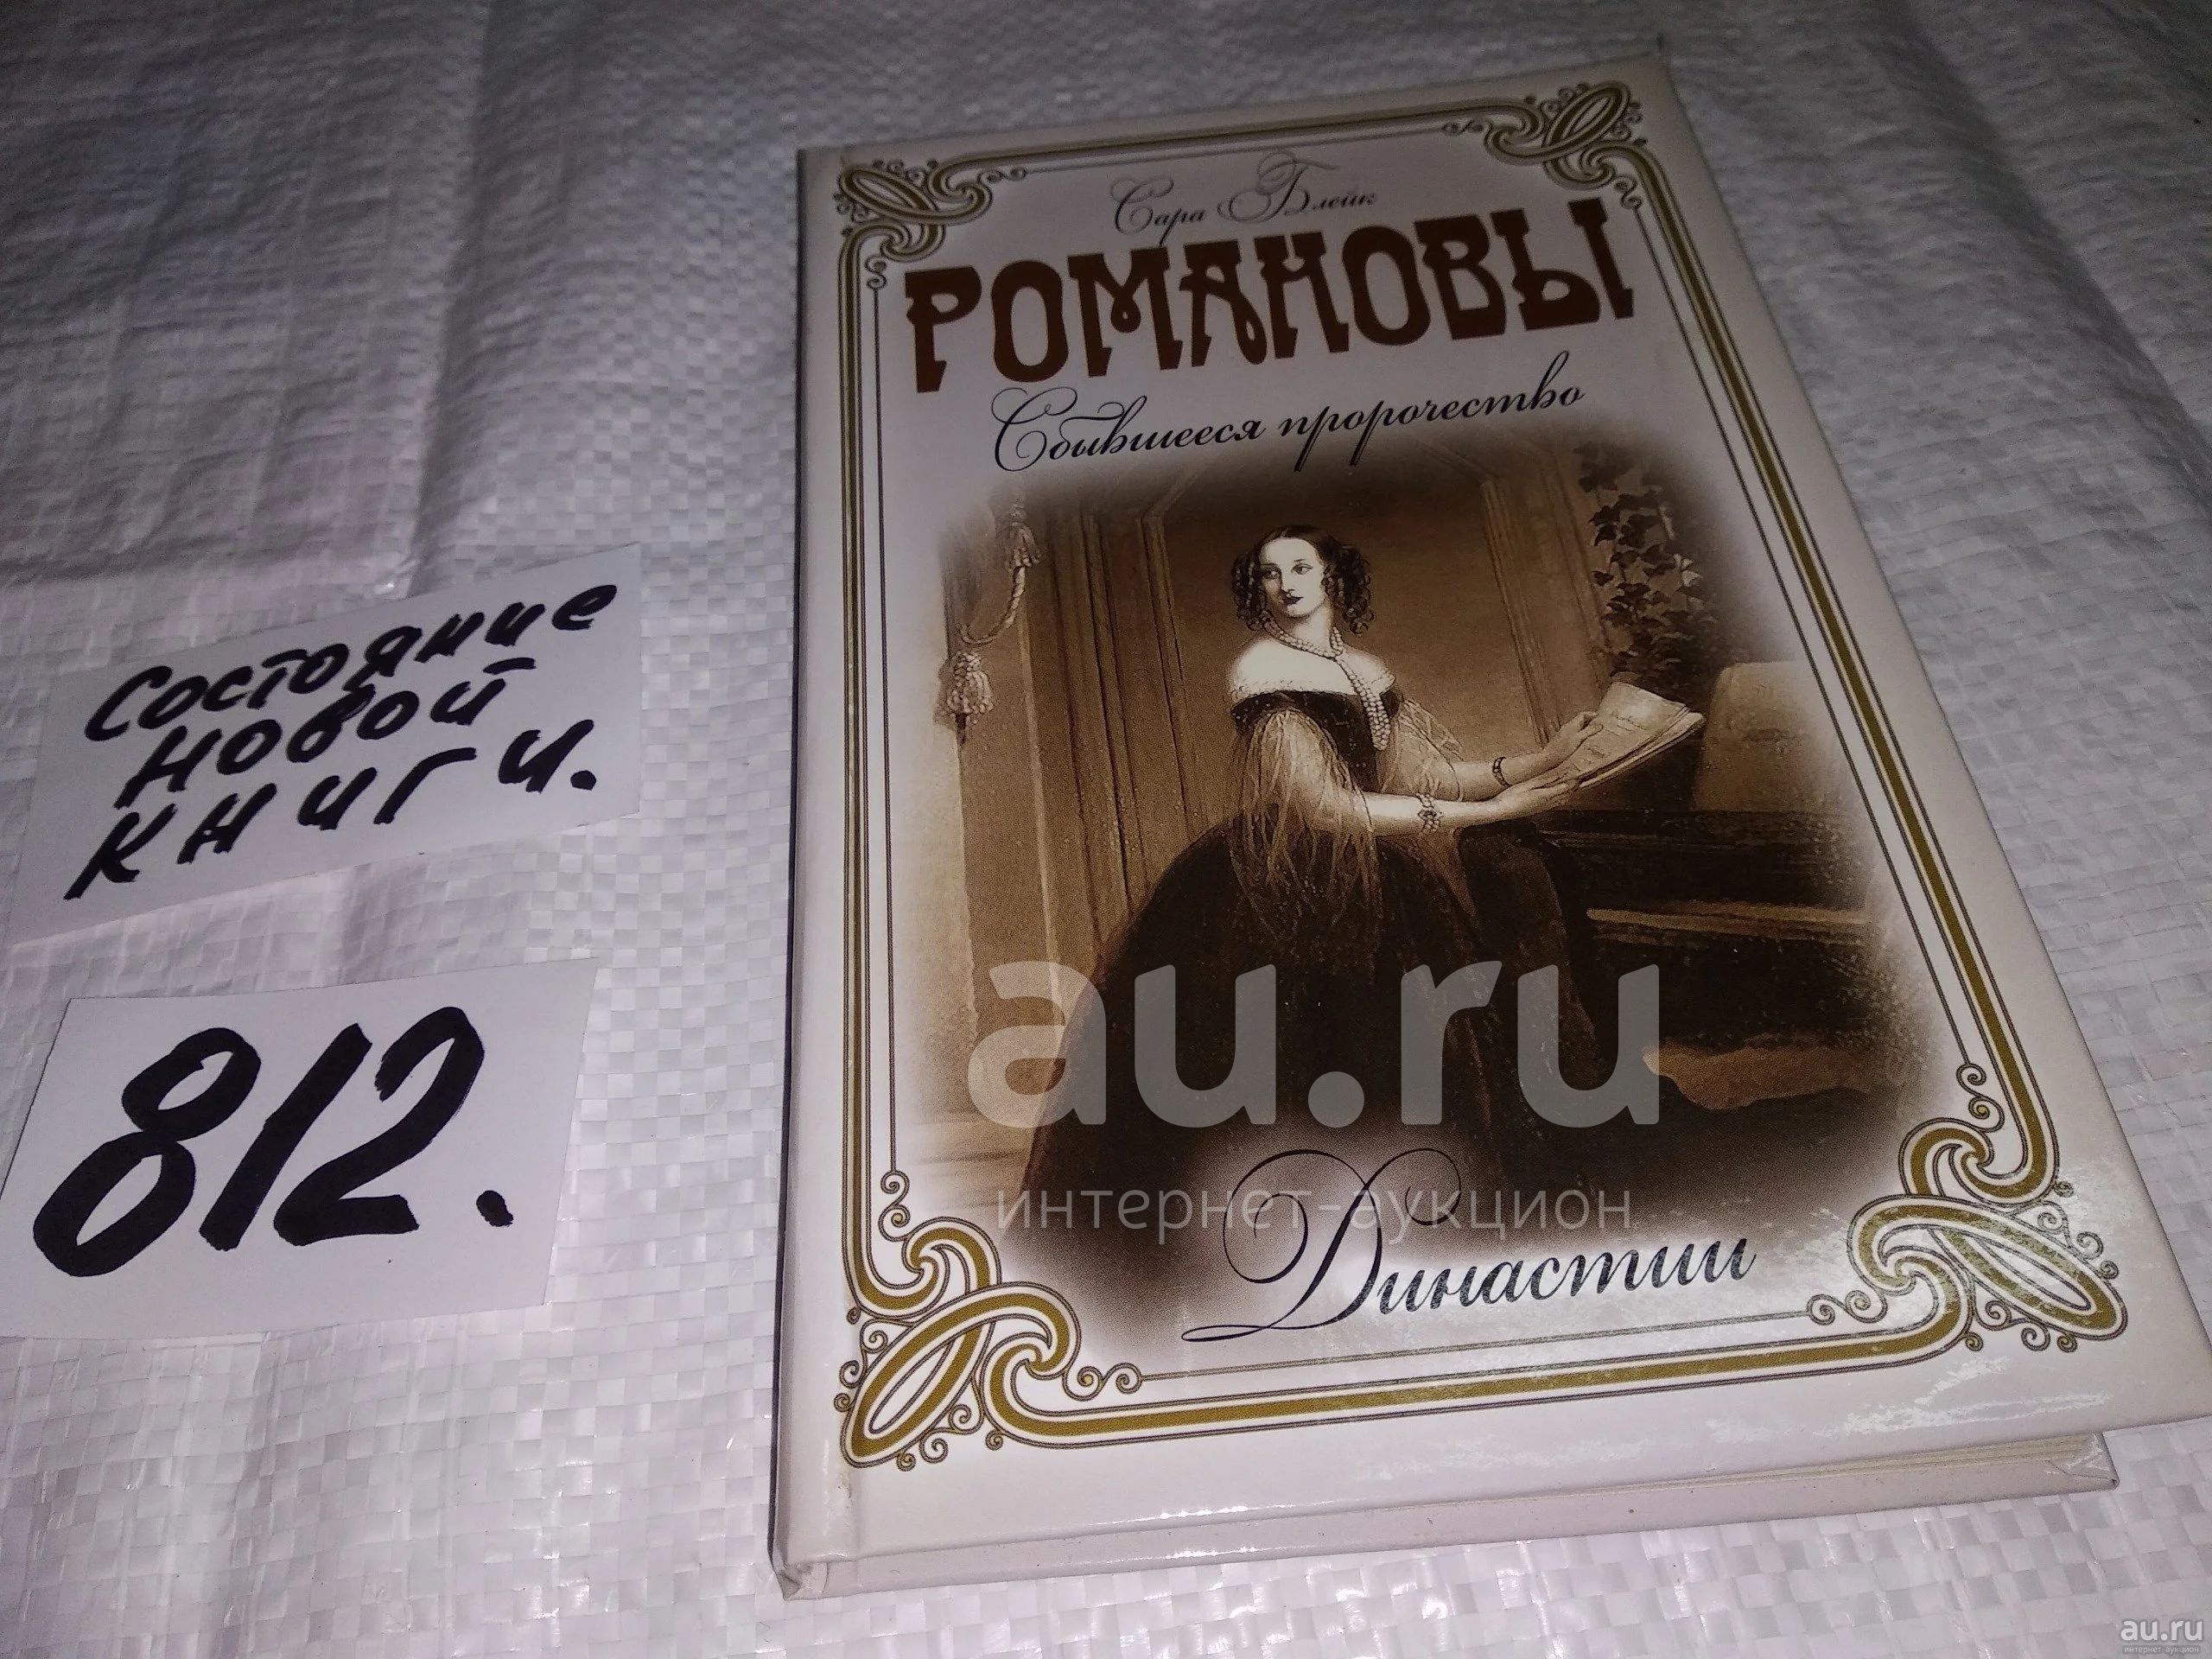 Сара Блейк
РОМАНОВЫ
Сбывшееся пророчество
Состояние
новой
книги.
812.
au.ru
интернет-аукцион
Династии
au.ru
интернет-аукцион